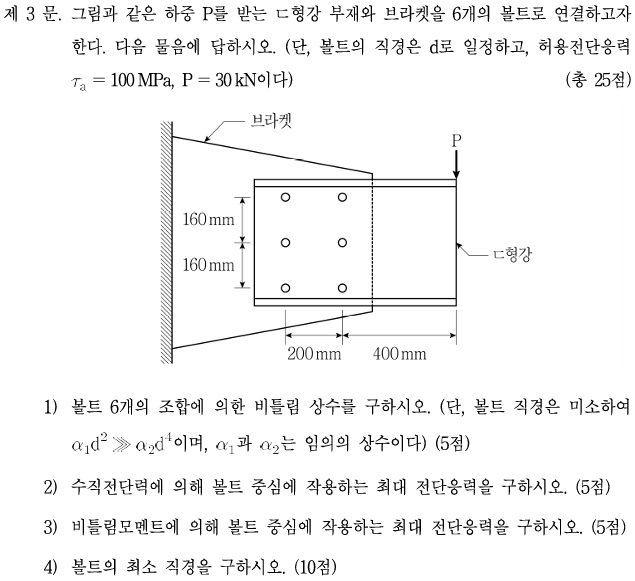 제 3 문. 그림과 같은 하중 P를 받는 ㄷ형강 부재와 브라켓을 6개의 볼트로 연결하고자
한다. 다음 물음에 답하시오. (단, 볼트의 직경은 d로 일정하고, 허용전단응력
τₐ = 100 MPa, P = 30 kN이다) (총 25점)
브라켓
P
160 mm
160 mm
ㄷ형강
200 mm 400 mm
1) 볼트 6개의 조합에 의한 비틀림 상수를 구하시오. (단, 볼트 직경은 미소하여
α₁d² ≫ α₂d⁴이며, α₁과 α₂는 임의의 상수이다) (5점)
2) 수직전단력에 의해 볼트 중심에 작용하는 최대 전단응력을 구하시오. (5점)
3) 비틀림모멘트에 의해 볼트 중심에 작용하는 최대 전단응력을 구하시오. (5점)
4) 볼트의 최소 직경을 구하시오. (10점)